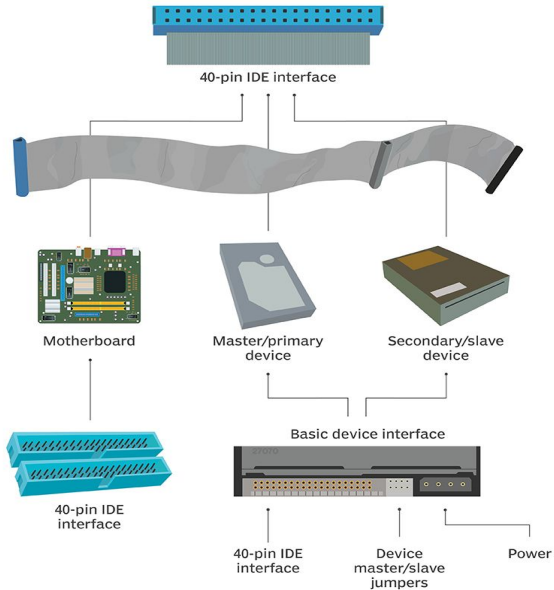 40-pin IDE interface
Motherboard
Master/primary
device
Secondary/slave
device
Basic device interface
40-pin IDE
interface
40-pin IDE
interface
Device
master/slave
jumpers
Power